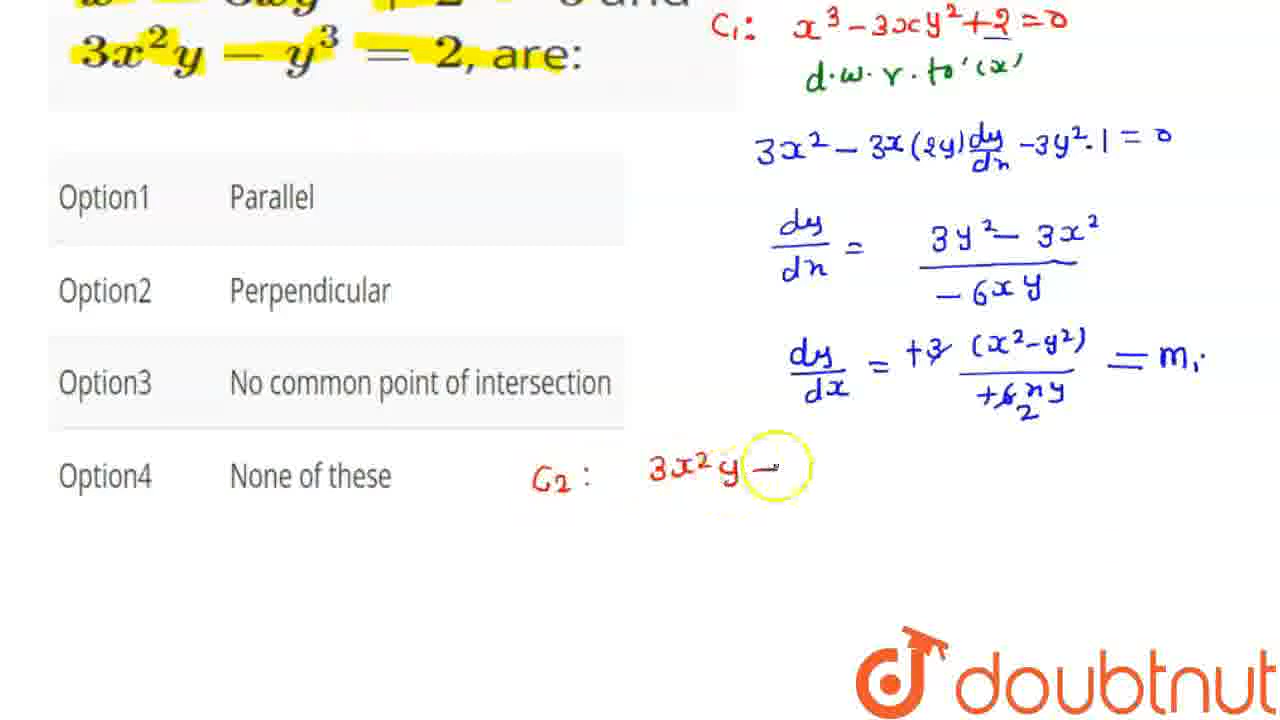 3x²y − y³ = 2, are:
Option1 Parallel
Option2 Perpendicular
Option3 No common point of intersection
Option4 None of these
C₁: x³ − 3xy² + 2 = 0
d.w.r.to '(x)'
3x² − 3x(2y) dy/dx − 3y².1 = 0
dy/dx = (3y² − 3x²)/(−6xy)
dy/dx = +3 (x² − y²)/(+6 2 xy) = m₁
C₂: 3x²y −
doubtnut